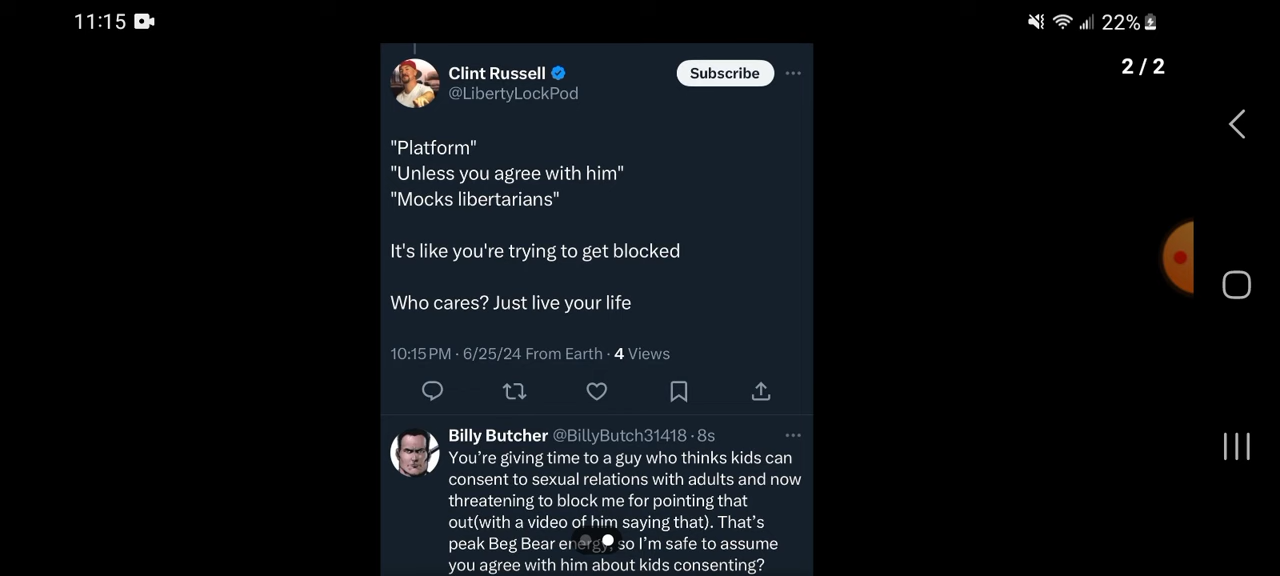 11:15
22%
2 / 2
Clint Russell
Subscribe
@LibertyLockPod
"Platform"
"Unless you agree with him"
"Mocks libertarians"
It's like you're trying to get blocked
Who cares? Just live your life
10:15 PM · 6/25/24 From Earth · 4 Views
Billy Butcher @BillyButch31418 · 8s
You're giving time to a guy who thinks kids can
consent to sexual relations with adults and now
threatening to block me for pointing that
out(with a video of him saying that). That's
peak Beg Bear energy, so I'm safe to assume
you agree with him about kids consenting?